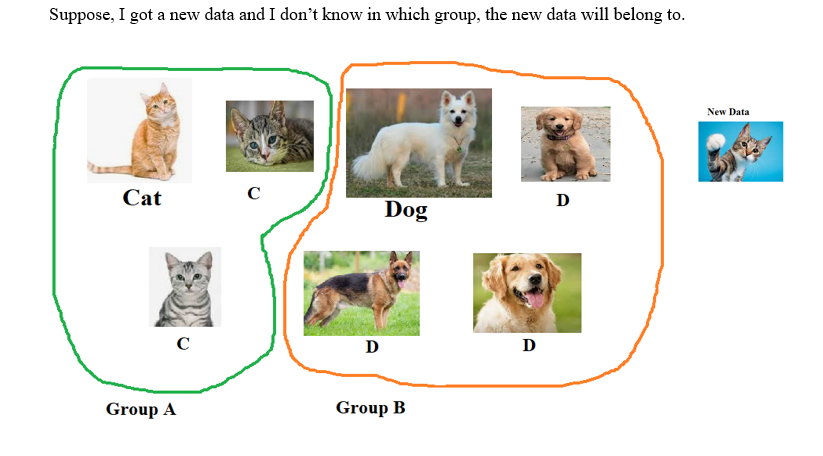 Suppose, I got a new data and I don’t know in which group, the new data will belong to.
New Data
Cat
C
Dog
D
C
D
D
Group A
Group B